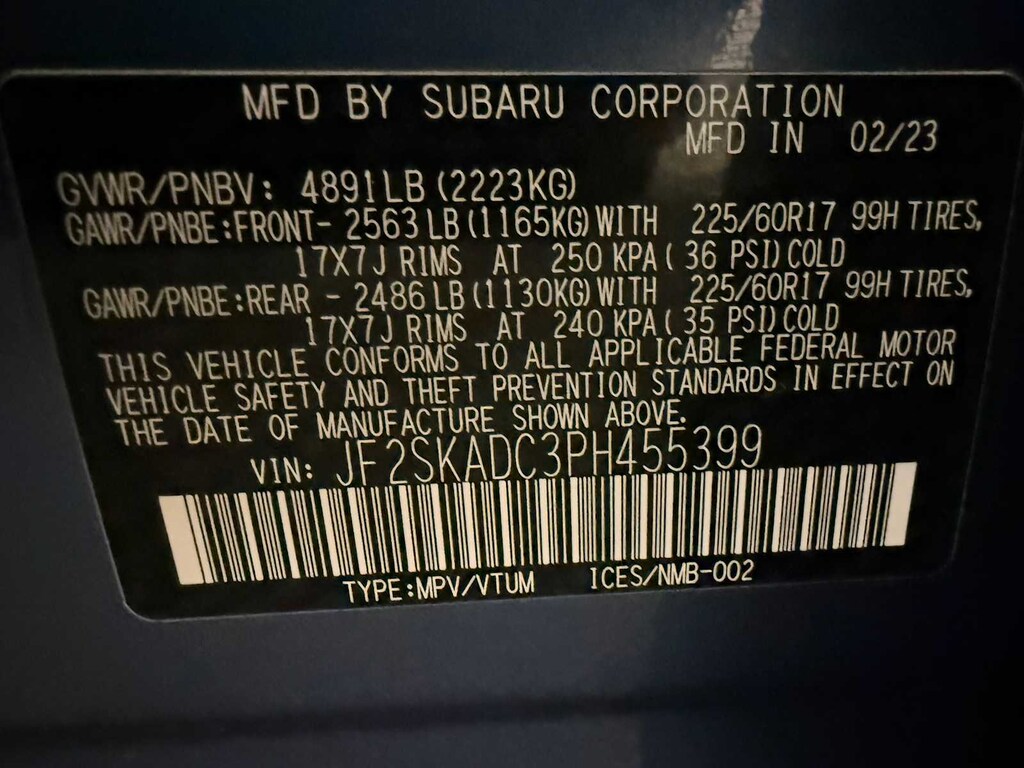 MFD BY SUBARU CORPORATION
MFD IN 02/23
GVWR/PNBV: 4891LB (2223KG)
GAWR/PNBE:FRONT- 2563 LB (1165KG) WITH 225/60R17 99H TIRES,
17X7J RIMS AT 250 KPA ( 36 PSI) COLD
GAWR/PNBE:REAR - 2486 LB (1130KG) WITH 225/60R17 99H TIRES,
17X7J RIMS AT 240 KPA ( 35 PSI) COLD
THIS VEHICLE CONFORMS TO ALL APPLICABLE FEDERAL MOTOR
VEHICLE SAFETY AND THEFT PREVENTION STANDARDS IN EFFECT ON
THE DATE OF MANUFACTURE SHOWN ABOVE.
VIN: JF2SKADC3PH455399
TYPE:MPV/VTUM ICES/NMB-002